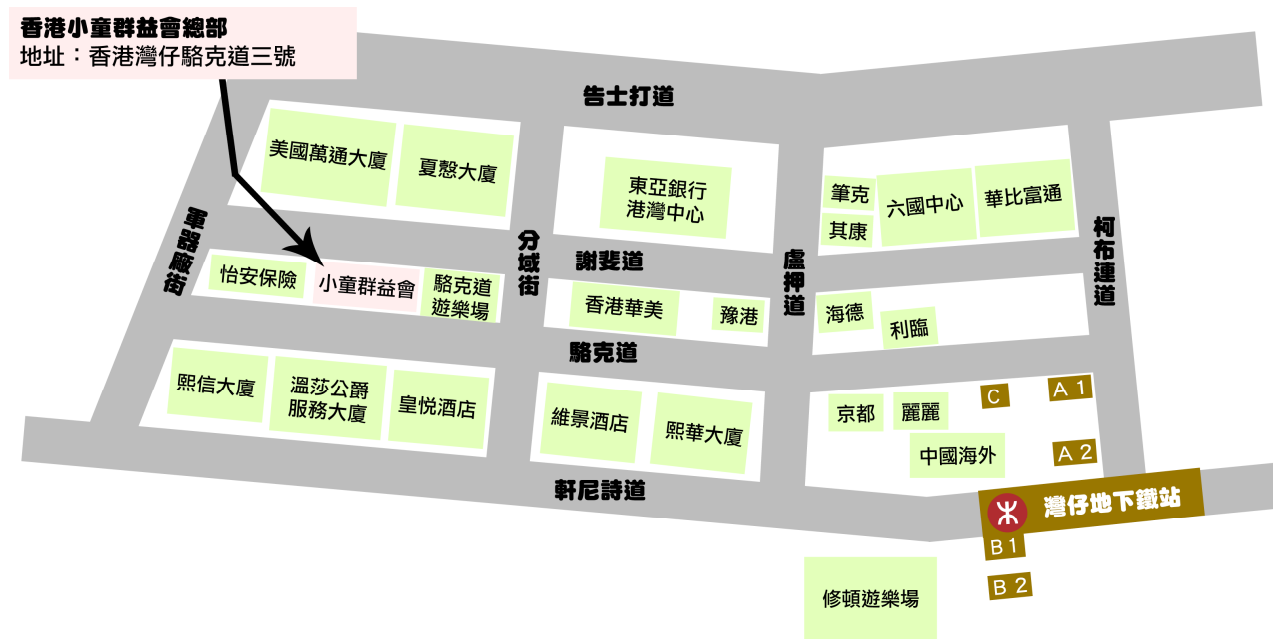 香港小童群益會總部
地址：香港灣仔駱克道三號
告士打道
美國萬通大廈
夏慤大廈
東亞銀行
港灣中心
筆克
六國中心
華比富通
其康
軍器廠街
分域街
謝斐道
盧押道
柯布連道
怡安保險
小童群益會
駱克道
遊樂場
香港華美
豫港
海德
利臨
駱克道
熙信大廈
溫莎公爵
服務大廈
皇悅酒店
維景酒店
熙華大廈
京都
麗麗
C
A 1
中國海外
A 2
軒尼詩道
灣仔地下鐵站
B 1
B 2
修頓遊樂場